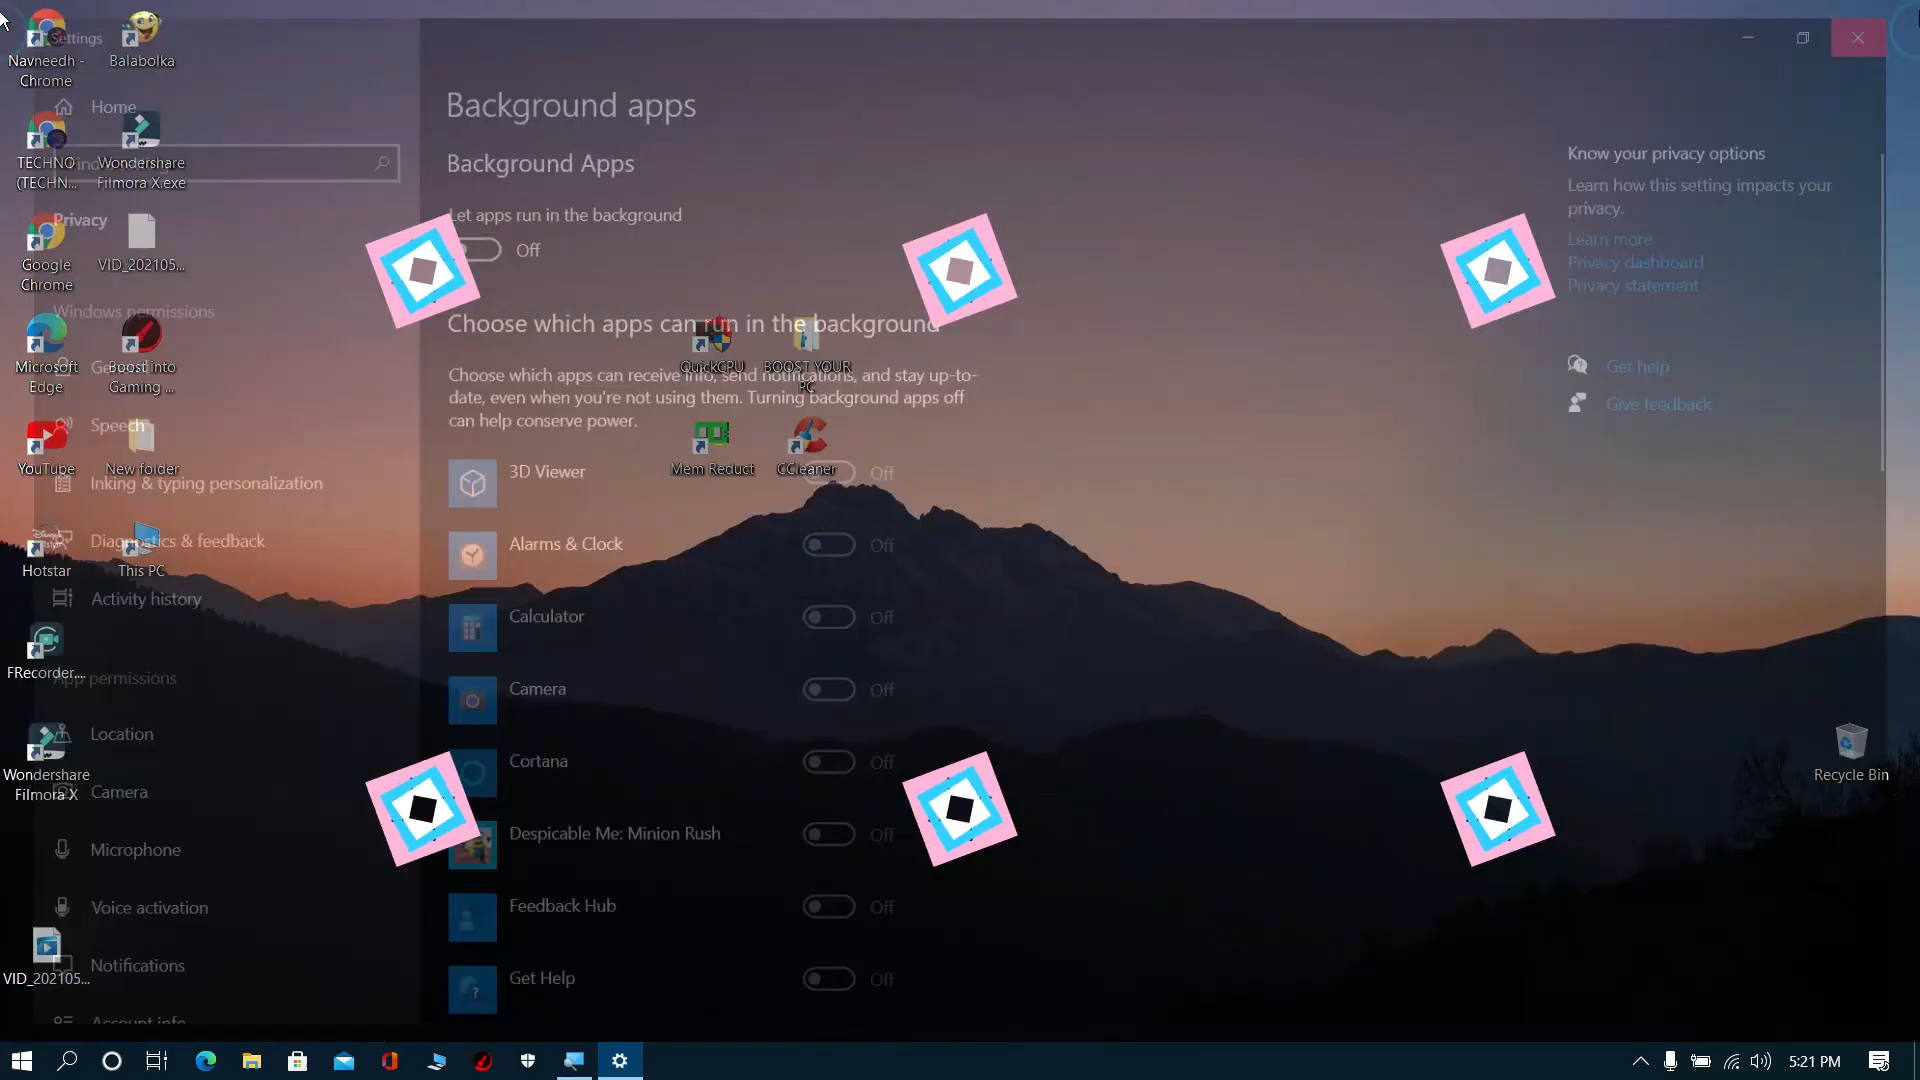 Settings
Home
Privacy
Windows permissions
Speech
Inking & typing personalization
Diagnostics & feedback
Activity history
App permissions
Location
Camera
Microphone
Voice activation
Notifications
Account info
Navneedh -
Chrome
Balabolka
TECHNO
(TECHN...
Wondershare
Filmora X.exe
Google
Chrome
VID_202105...
Microsoft
Edge
Boost into
Gaming ...
YouTube
New folder
Hotstar
This PC
FRecorder....
Wondershare
Filmora X
VID_202105...
Background apps
Background Apps
Let apps run in the background
Off
Choose which apps can run in the background
Choose which apps can receive info, send notifications, and stay up-to-
date, even when you're not using them. Turning background apps off
can help conserve power.
QuickCPU
BOOST YOUR
PC
Mem Reduct
CCleaner
3D Viewer
Off
Alarms & Clock
Off
Calculator
Off
Camera
Off
Cortana
Off
Despicable Me: Minion Rush
Off
Feedback Hub
Off
Get Help
Off
Know your privacy options
Learn how this setting impacts your
privacy.
Learn more
Privacy dashboard
Privacy statement
Get help
Give feedback
Recycle Bin
5:21 PM